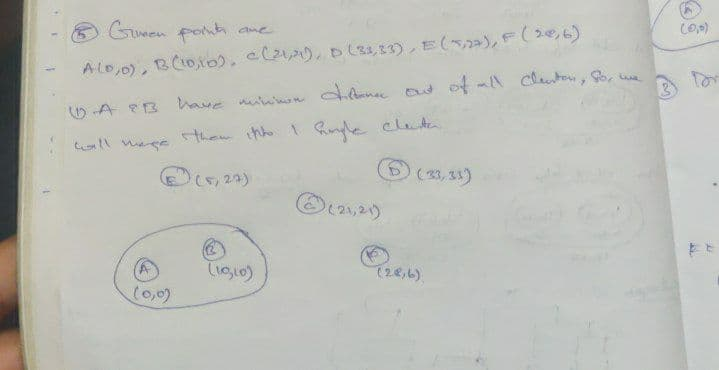 ⑤ Given points are
A(0,0), B(10,10), C(21,21), D(33,33), E(5,27), F(28,6)
① A & B have minimum distance out of all clusters, So, we
will merge them into 1 Single cluster
E (5,27)
D (33,33)
C (21,21)
B (10,10)
A (0,0)
F (28,6)
A (0,0)
③